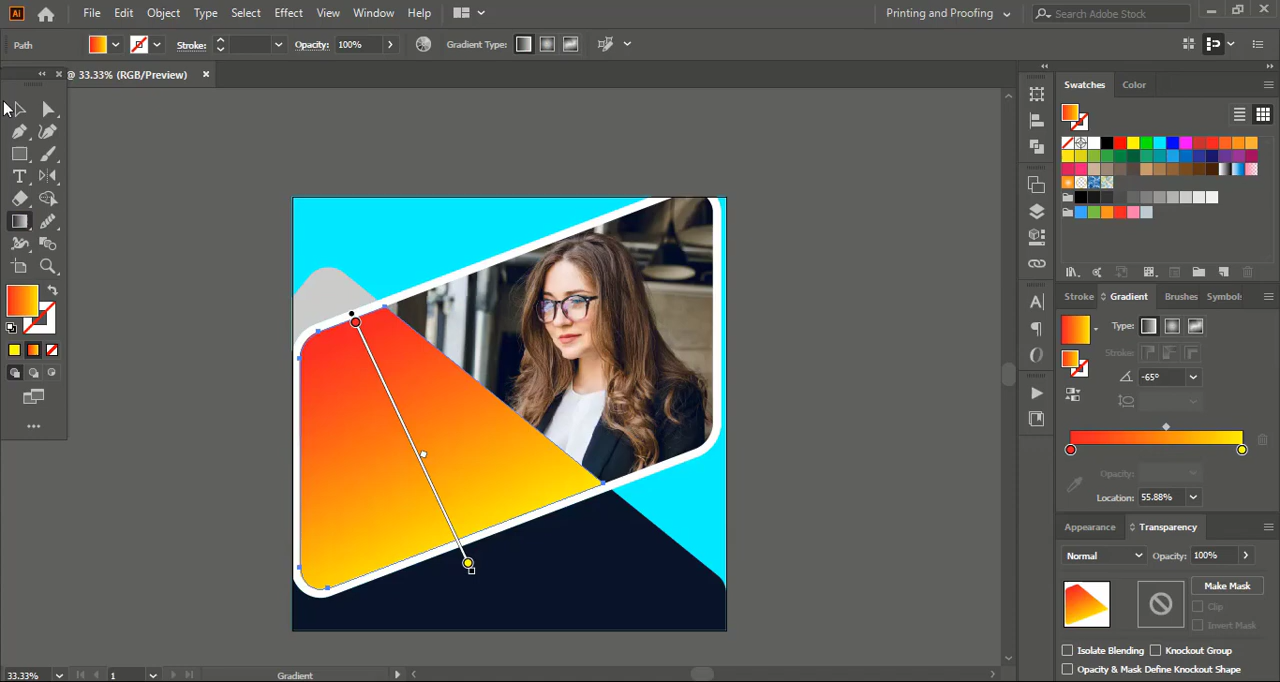 Ai File Edit Object Type Select Effect View Window Help Printing and Proofing Search Adobe Stock
Path Stroke: Opacity: 100% Gradient Type:
@ 33.33% (RGB/Preview)
Swatches Color
Stroke Gradient Brushes Symbol:
Type:
Stroke:
-65°
Opacity:
Location: 55.88%
Appearance Transparency
Normal Opacity: 100%
Make Mask
Clip
Invert Mask
Isolate Blending Knockout Group
Opacity & Mask Define Knockout Shape
33.33% 1 Gradient